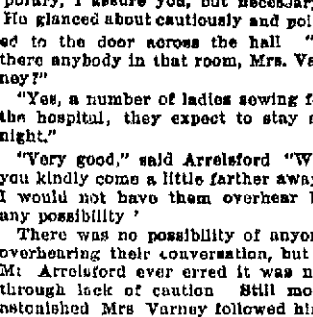 porary, I assure you, but necessary
He glanced about cautiously and poi
ed to the door across the hall "
there anybody in that room, Mrs. Va
ney?"
"Yes, a number of ladies sewing f
the hospital, they expect to stay a
night."
"Very good," said Arrelsford "W
you kindly come a little farther away
I would not have them overhear b
any possibility '
There was no possibility of anyon
overhearing their conversation, but
Mr Arrelsford ever erred it was n
through lack of caution Still mo
astonished Mrs Varney followed hi